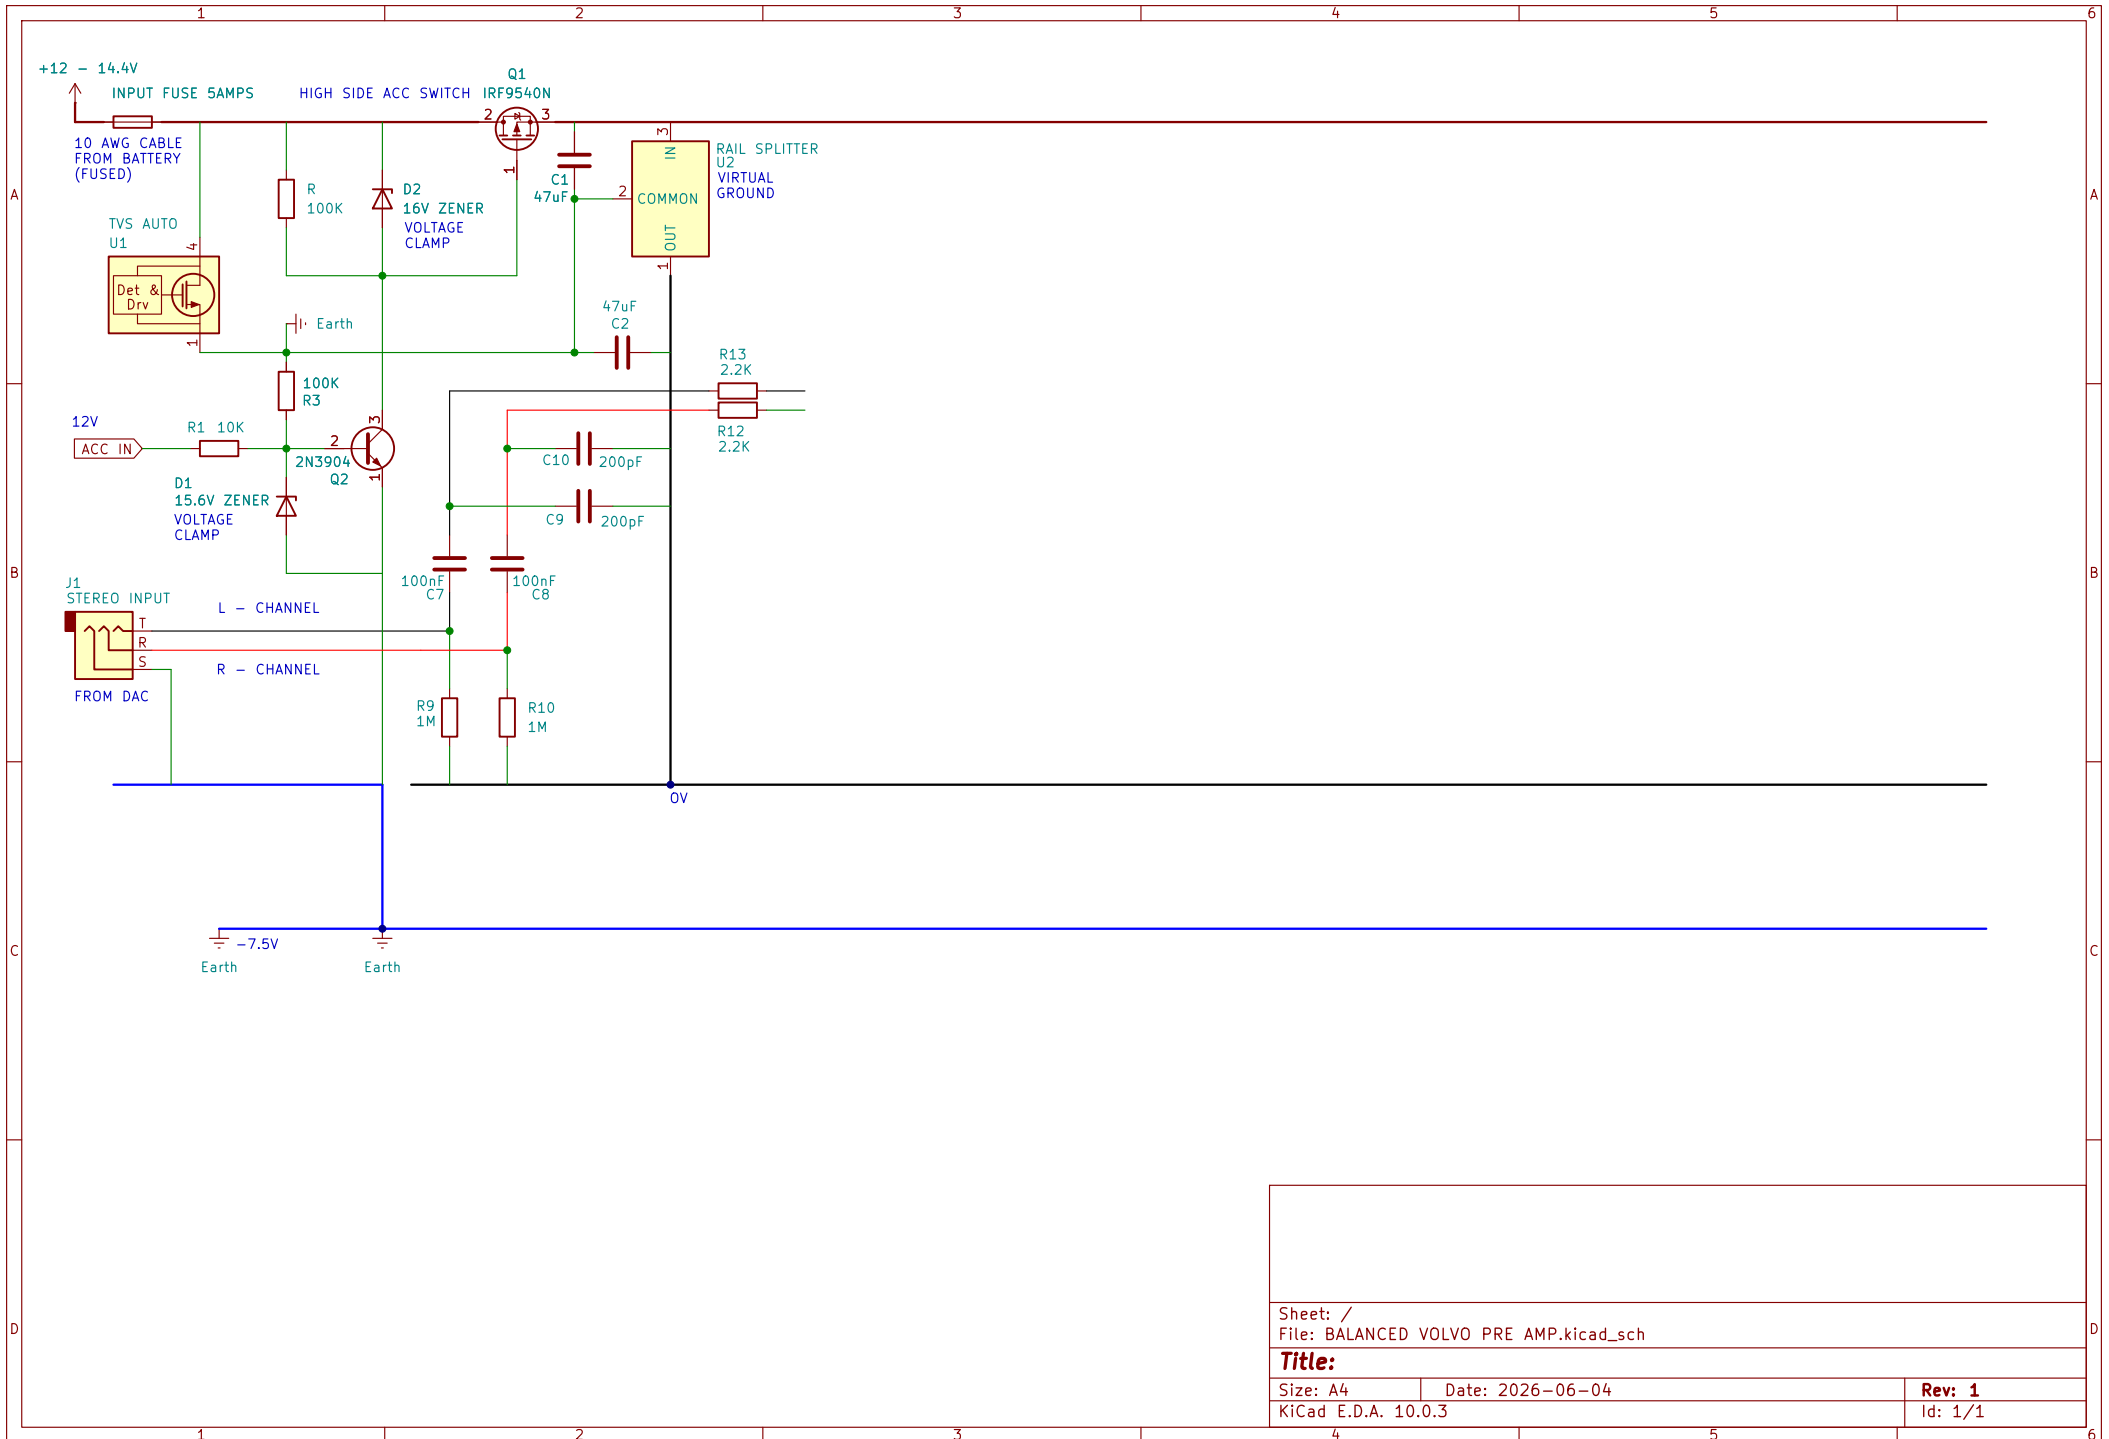 1 2 3 4 5 6
+12 - 14.4V
INPUT FUSE 5AMPS
HIGH SIDE ACC SWITCH
Q1
IRF9540N
2 3
1
10 AWG CABLE
FROM BATTERY
(FUSED)
A
A
R
100K
D2
16V ZENER
VOLTAGE
CLAMP
C1
47uF
3
IN
2
COMMON
OUT
1
RAIL SPLITTER
U2
VIRTUAL
GROUND
TVS AUTO
U1
4
Det &
Drv
1
Earth
47uF
C2
R13
2.2K
R12
2.2K
100K
R3
12V
ACC IN
R1 10K
2
3
1
2N3904
Q2
C10
200pF
C9
200pF
D1
15.6V ZENER
VOLTAGE
CLAMP
B
B
100nF
C7
100nF
C8
J1
STEREO INPUT
T
R
S
L - CHANNEL
R - CHANNEL
FROM DAC
R9
1M
R10
1M
0V
-7.5V
Earth
Earth
C
C
D
D
Sheet: /
File: BALANCED VOLVO PRE AMP.kicad_sch
Title:
Size: A4
Date: 2026-06-04
Rev: 1
KiCad E.D.A. 10.0.3
Id: 1/1
1 2 3 4 5 6